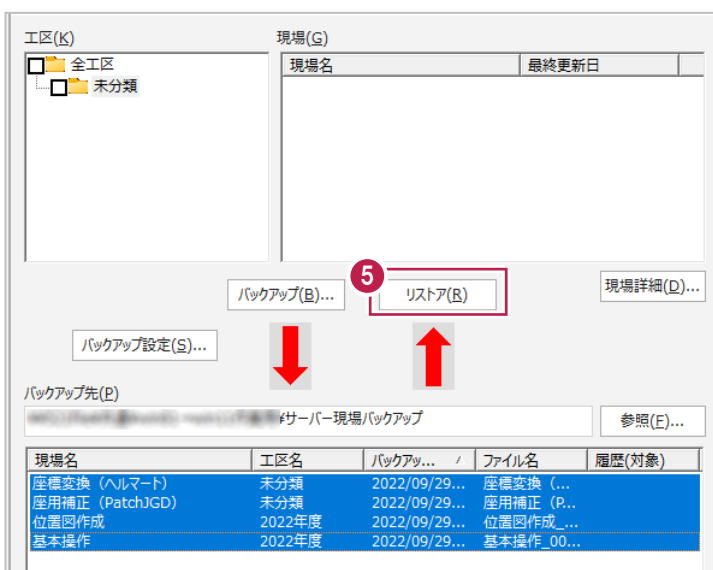 工区(K)
現場(G)
全工区
未分類
現場名 最終更新日
5
バックアップ(B)... リストア(R) 現場詳細(D)...
バックアップ設定(S)...
バックアップ先(P)
¥サーバー現場バックアップ 参照(F)...
現場名 工区名 バックアッ... ファイル名 履歴(対象)
座標変換（ヘルマート） 未分類 2022/09/29... 座標変換（...
座用補正（PatchJGD） 未分類 2022/09/29... 座用補正（P...
位置図作成 2022年度 2022/09/29... 位置図作成_...
基本操作 2022年度 2022/09/29... 基本操作_00...